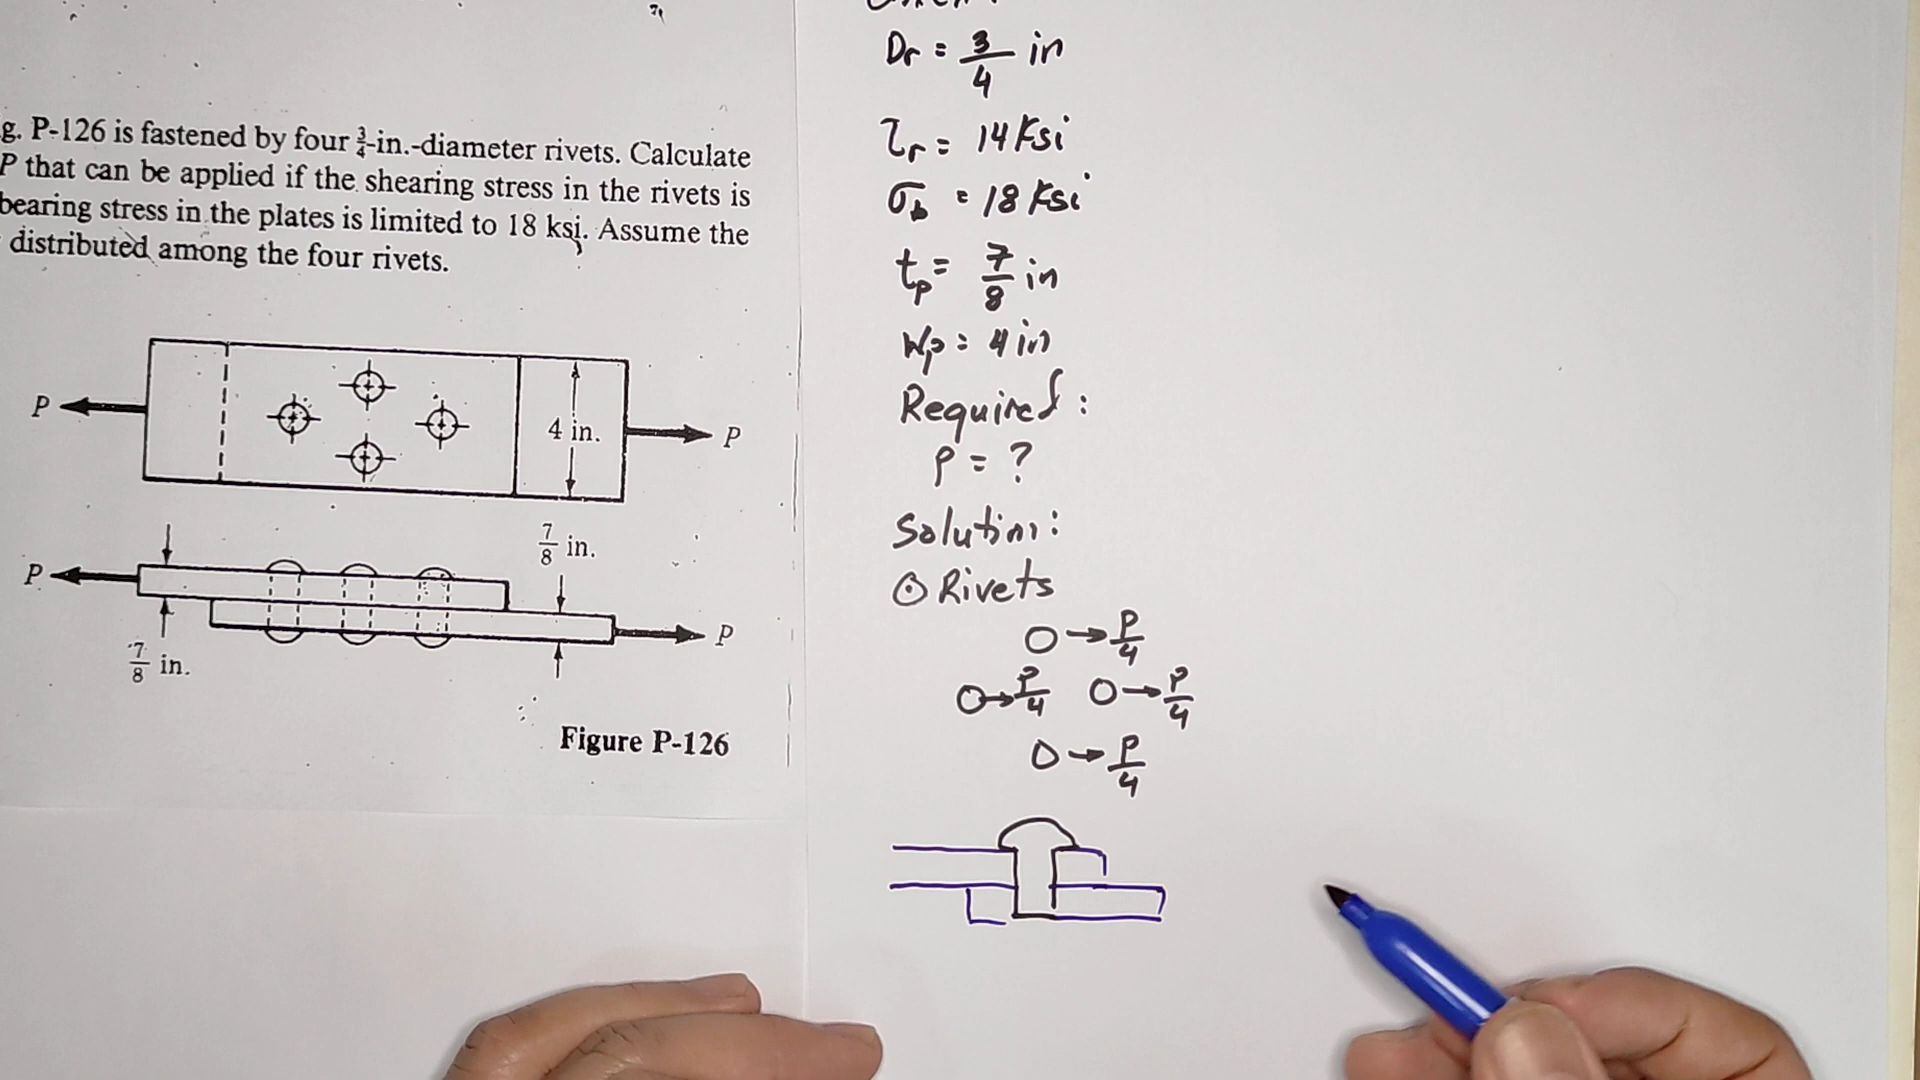 g. P-126 is fastened by four 3/4-in.-diameter rivets. Calculate
P that can be applied if the shearing stress in the rivets is
bearing stress in the plates is limited to 18 ksi. Assume the
distributed among the four rivets.
P
4 in.
P
7/8 in.
P
P
7/8 in.
Figure P-126
Dr = 3/4 in
τr = 14 Ksi
σb = 18 Ksi
tp = 7/8 in
Wp = 4 in
Required:
P = ?
Solution:
⊙ Rivets
O → P/4
O → P/4 O → P/4
O → P/4